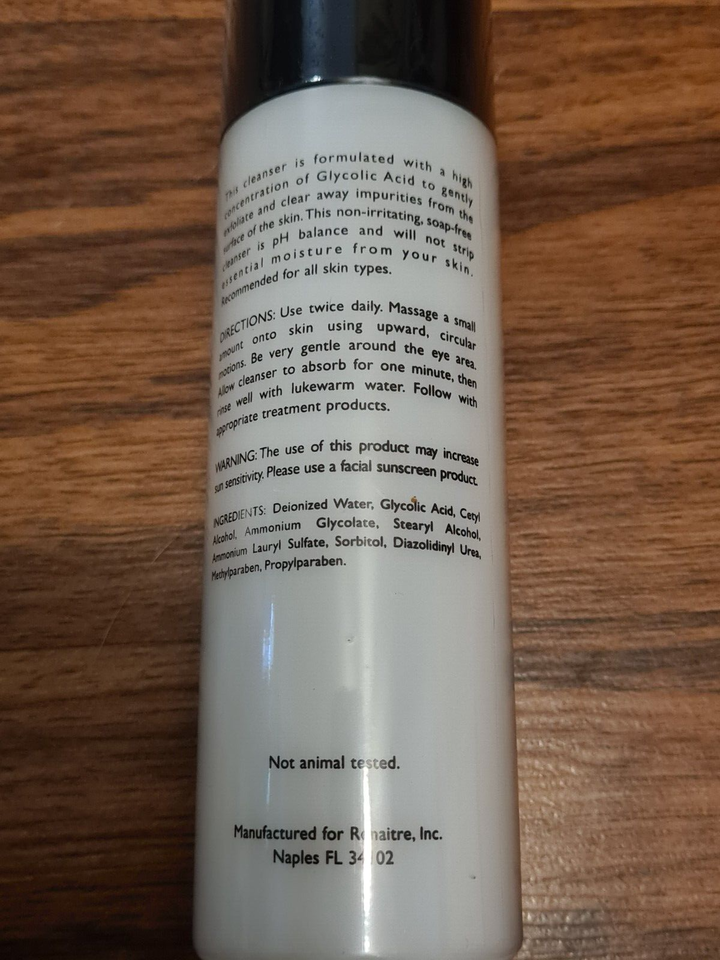 This cleanser is formulated with a high
concentration of Glycolic Acid to gently
exfoliate and clear away impurities from the
surface of the skin. This non-irritating, soap-free
cleanser is pH balance and will not strip
essential moisture from your skin.
Recommended for all skin types.
DIRECTIONS: Use twice daily. Massage a small
amount onto skin using upward, circular
motions. Be very gentle around the eye area.
Allow cleanser to absorb for one minute, then
rinse well with lukewarm water. Follow with
appropriate treatment products.
WARNING: The use of this product may increase
sun sensitivity. Please use a facial sunscreen product.
INGREDIENTS: Deionized Water, Glycolic Acid, Cetyl
Alcohol, Ammonium Glycolate, Stearyl Alcohol,
Ammonium Lauryl Sulfate, Sorbitol, Diazolidinyl Urea,
Methylparaben, Propylparaben.
Not animal tested.
Manufactured for Inc.
Naples FL